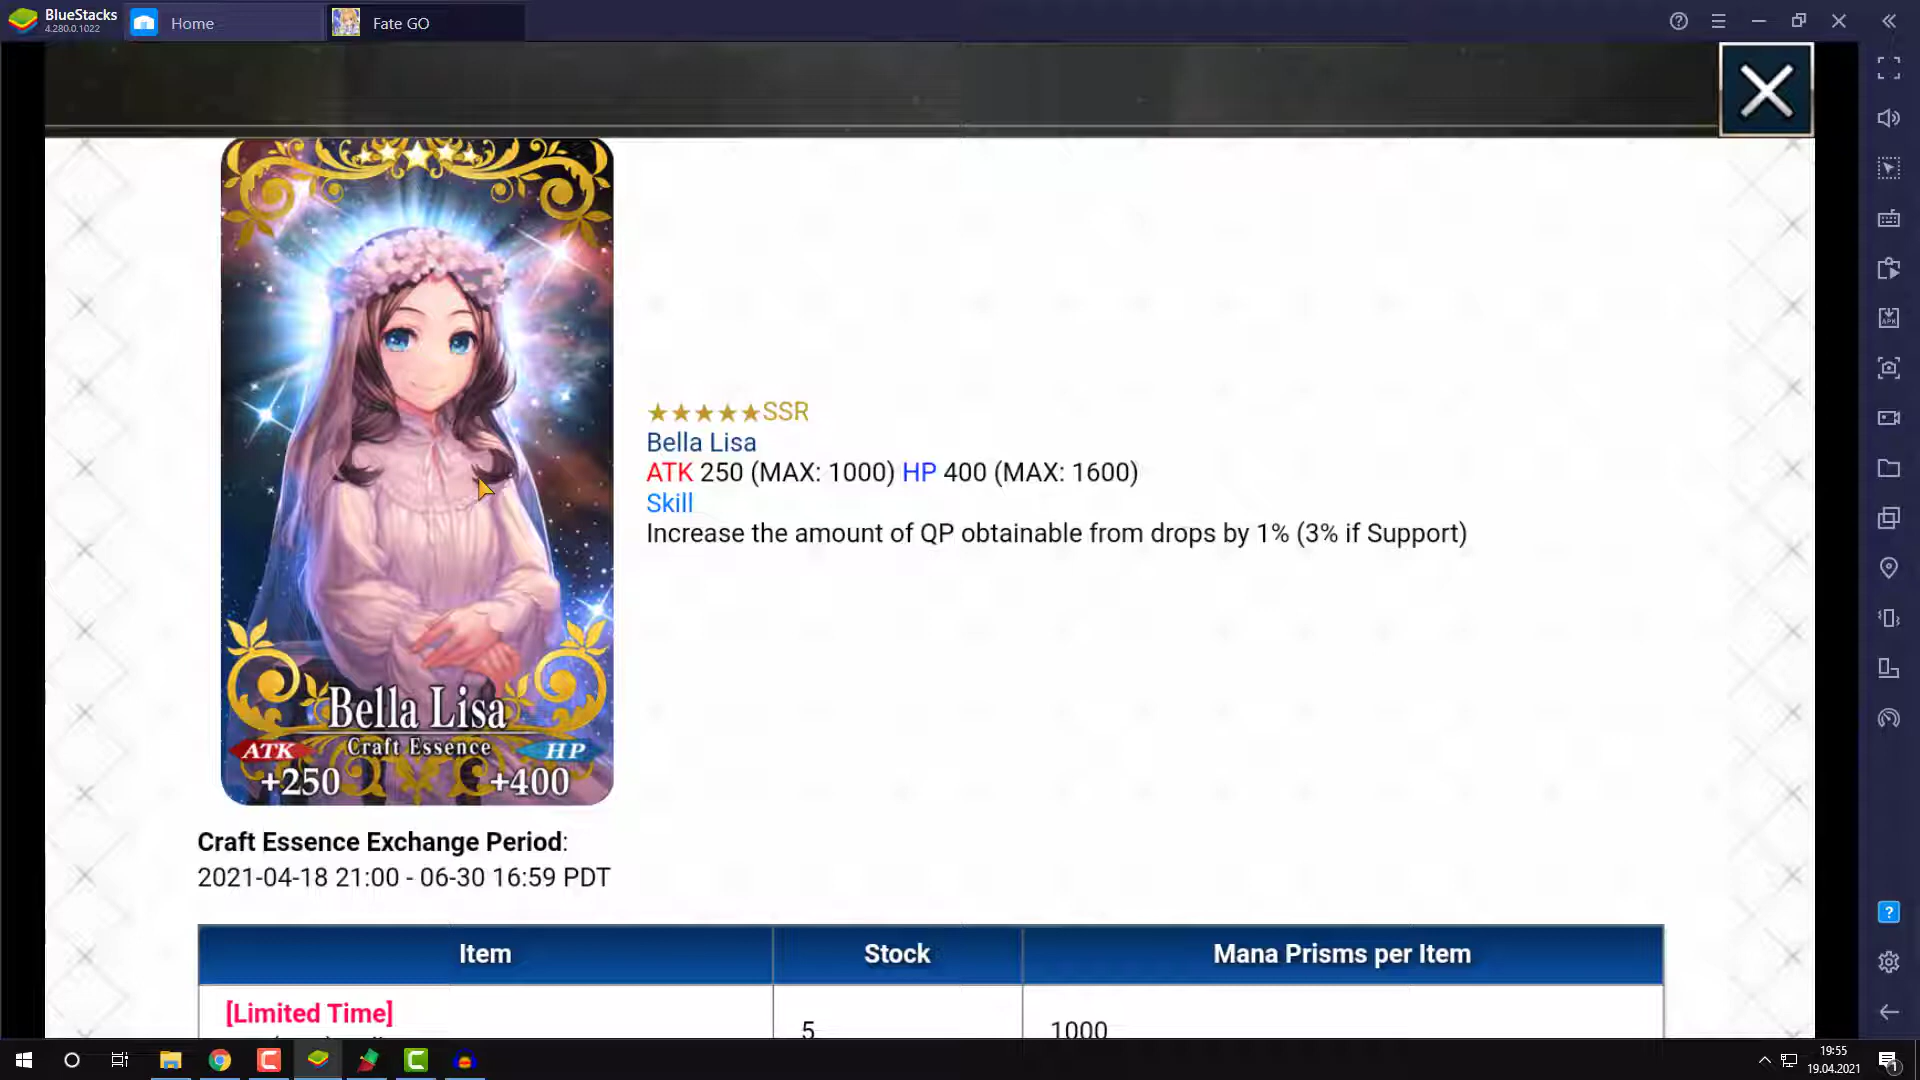 BlueStacks
4.280.0.1022
Home
Fate GO
★★★★★SSR
Bella Lisa
ATK 250 (MAX: 1000) HP 400 (MAX: 1600)
Skill
Increase the amount of QP obtainable from drops by 1% (3% if Support)
Bella Lisa
Craft Essence
ATK HP
+250 +400
Craft Essence Exchange Period:
2021-04-18 21:00 - 06-30 16:59 PDT
Item Stock Mana Prisms per Item
[Limited Time]
5 1000
19:55
19.04.2021